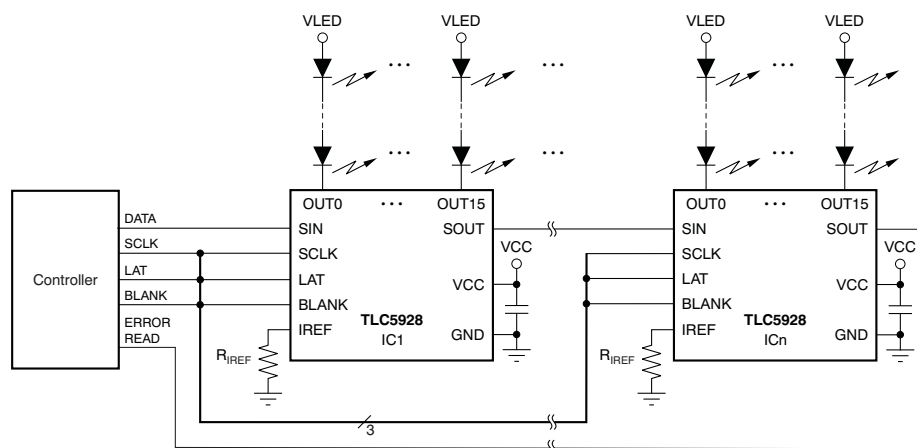 VLED VLED VLED VLED
... ... ... ...
... ... ... ...
OUT0 ... OUT15 OUT0 ... OUT15
DATA SIN SOUT SIN SOUT
SCLK SCLK VCC SCLK VCC
Controller LAT LAT VCC LAT VCC
BLANK BLANK BLANK
TLC5928 TLC5928
ERROR IREF GND IREF GND
READ IC1 ICn
RIREF RIREF
3